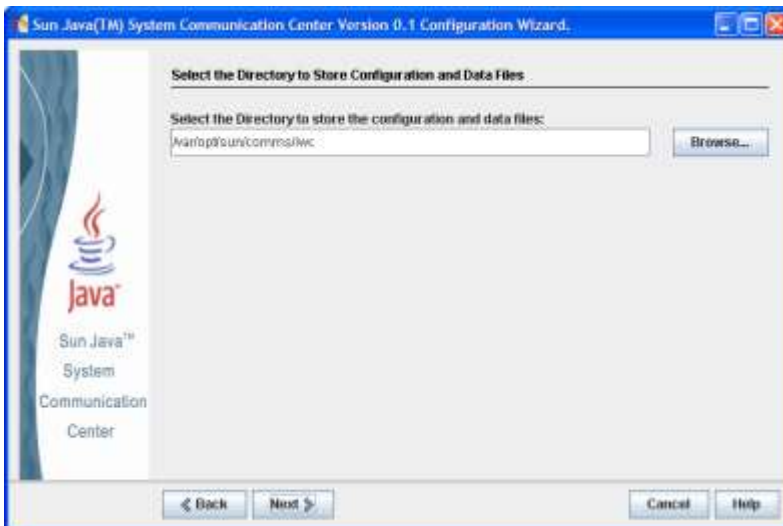 Sun Java(TM) System Communication Center Version 0.1 Configuration Wizard.
Select the Directory to Store Configuration and Data Files
Select the Directory to store the configuration and data files:
/var/opt/sun/comms/iwc
Browse...
Java™
Sun Java™
System
Communication
Center
Back
Next
Cancel
Help